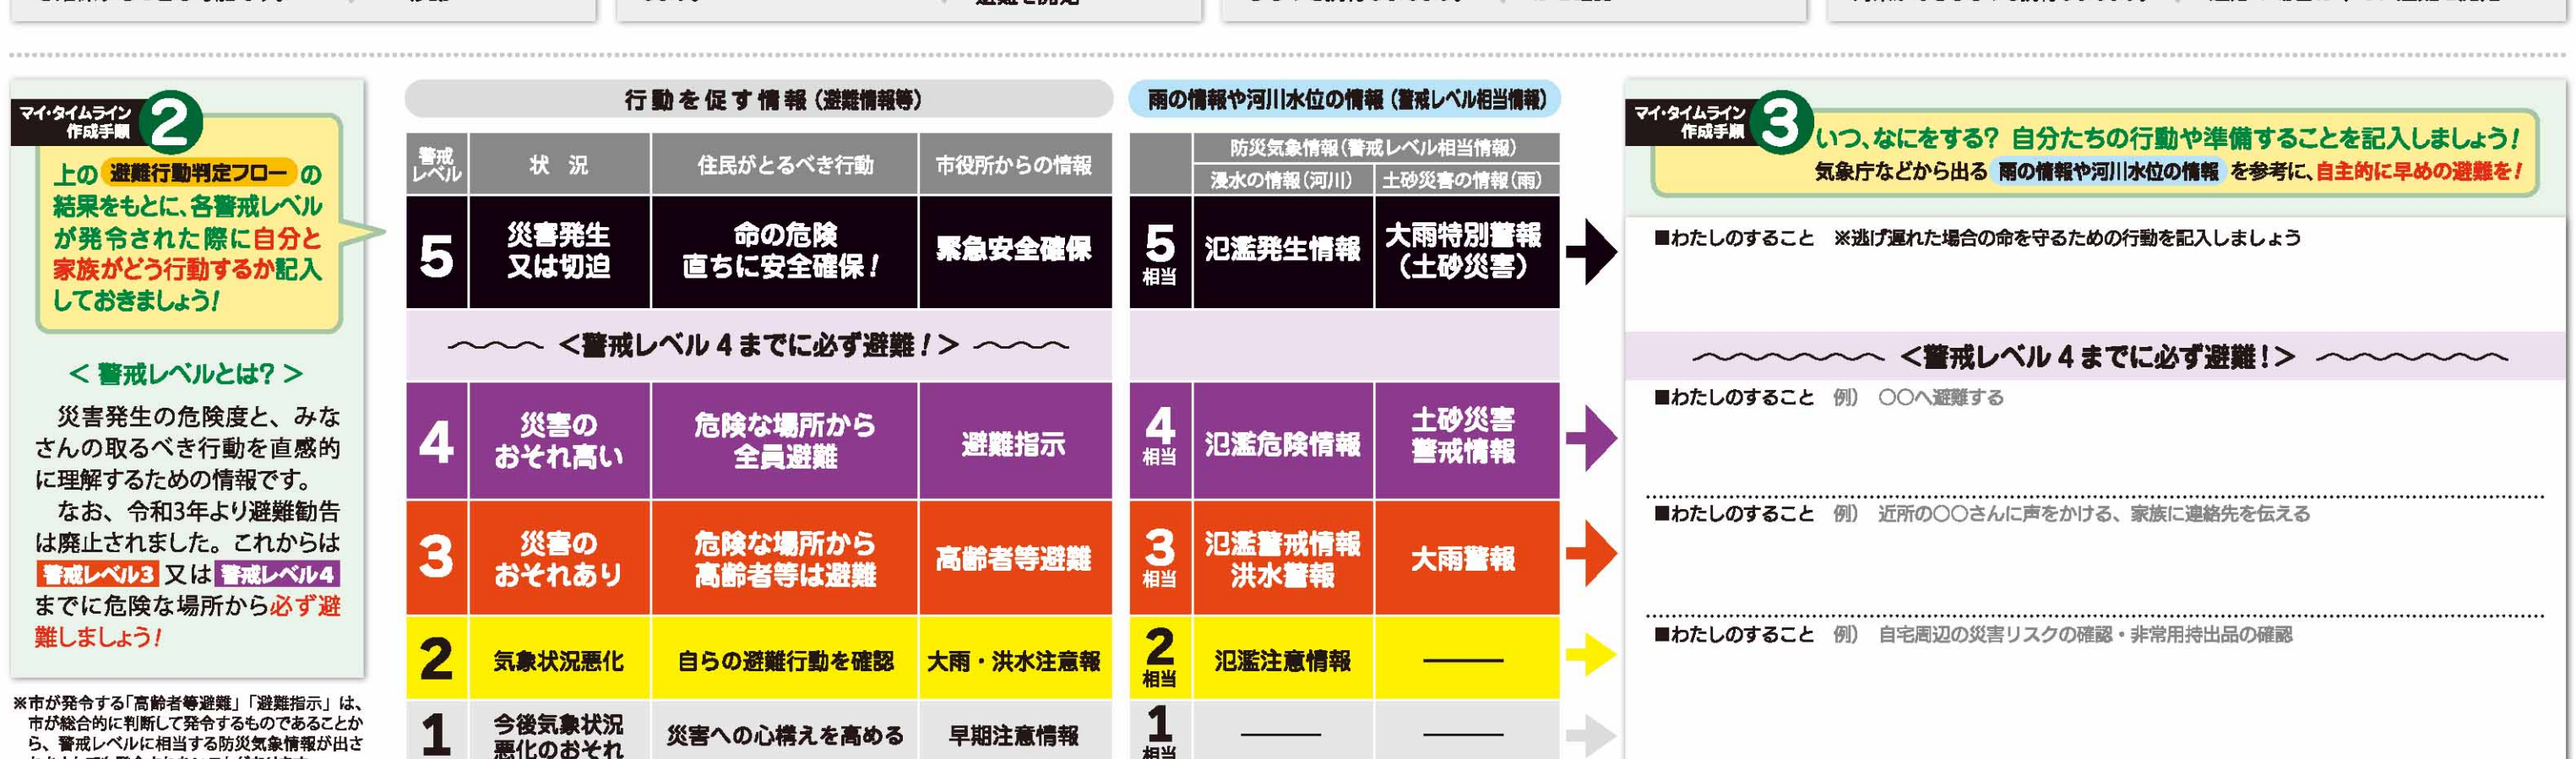 マイ・タイムライン
作成手順
2
上の 避難行動判定フロー の
結果をもとに、各警戒レベル
が発令された際に自分と
家族がどう行動するか記入
しておきましょう!
＜ 警戒レベルとは? ＞
災害発生の危険度と、みな
さんの取るべき行動を直感的
に理解するための情報です。
なお、令和3年より避難勧告
は廃止されました。これからは
警戒レベル3 又は 警戒レベル4
までに危険な場所から必ず避
難しましょう!
※市が発令する「高齢者等避難」「避難指示」は、
市が総合的に判断して発令するものであることか
ら、警戒レベルに相当する防災気象情報が出さ
行動を促す情報（避難情報等）
警戒
レベル
状 況
住民がとるべき行動
市役所からの情報
5
災害発生
又は切迫
命の危険
直ちに安全確保!
緊急安全確保
＜警戒レベル 4 までに必ず避難!＞
4
災害の
おそれ高い
危険な場所から
全員避難
避難指示
3
災害の
おそれあり
危険な場所から
高齢者等は避難
高齢者等避難
2
気象状況悪化
自らの避難行動を確認
大雨・洪水注意報
1
今後気象状況
悪化のおそれ
災害への心構えを高める
早期注意情報
雨の情報や河川水位の情報（警戒レベル相当情報）
防災気象情報（警戒レベル相当情報）
浸水の情報（河川）
土砂災害の情報（雨）
5
相当
氾濫発生情報
大雨特別警報
（土砂災害）
4
相当
氾濫危険情報
土砂災害
警戒情報
3
相当
氾濫警戒情報
洪水警報
大雨警報
2
相当
氾濫注意情報
1
相当
マイ・タイムライン
作成手順
3
いつ、なにをする? 自分たちの行動や準備することを記入しましょう!
気象庁などから出る 雨の情報や河川水位の情報 を参考に、自主的に早めの避難を!
■わたしのすること ※逃げ遅れた場合の命を守るための行動を記入しましょう
＜警戒レベル 4 までに必ず避難!＞
■わたしのすること 例） 〇〇へ避難する
■わたしのすること 例） 近所の〇〇さんに声をかける、家族に連絡先を伝える
■わたしのすること 例） 自宅周辺の災害リスクの確認・非常用持出品の確認